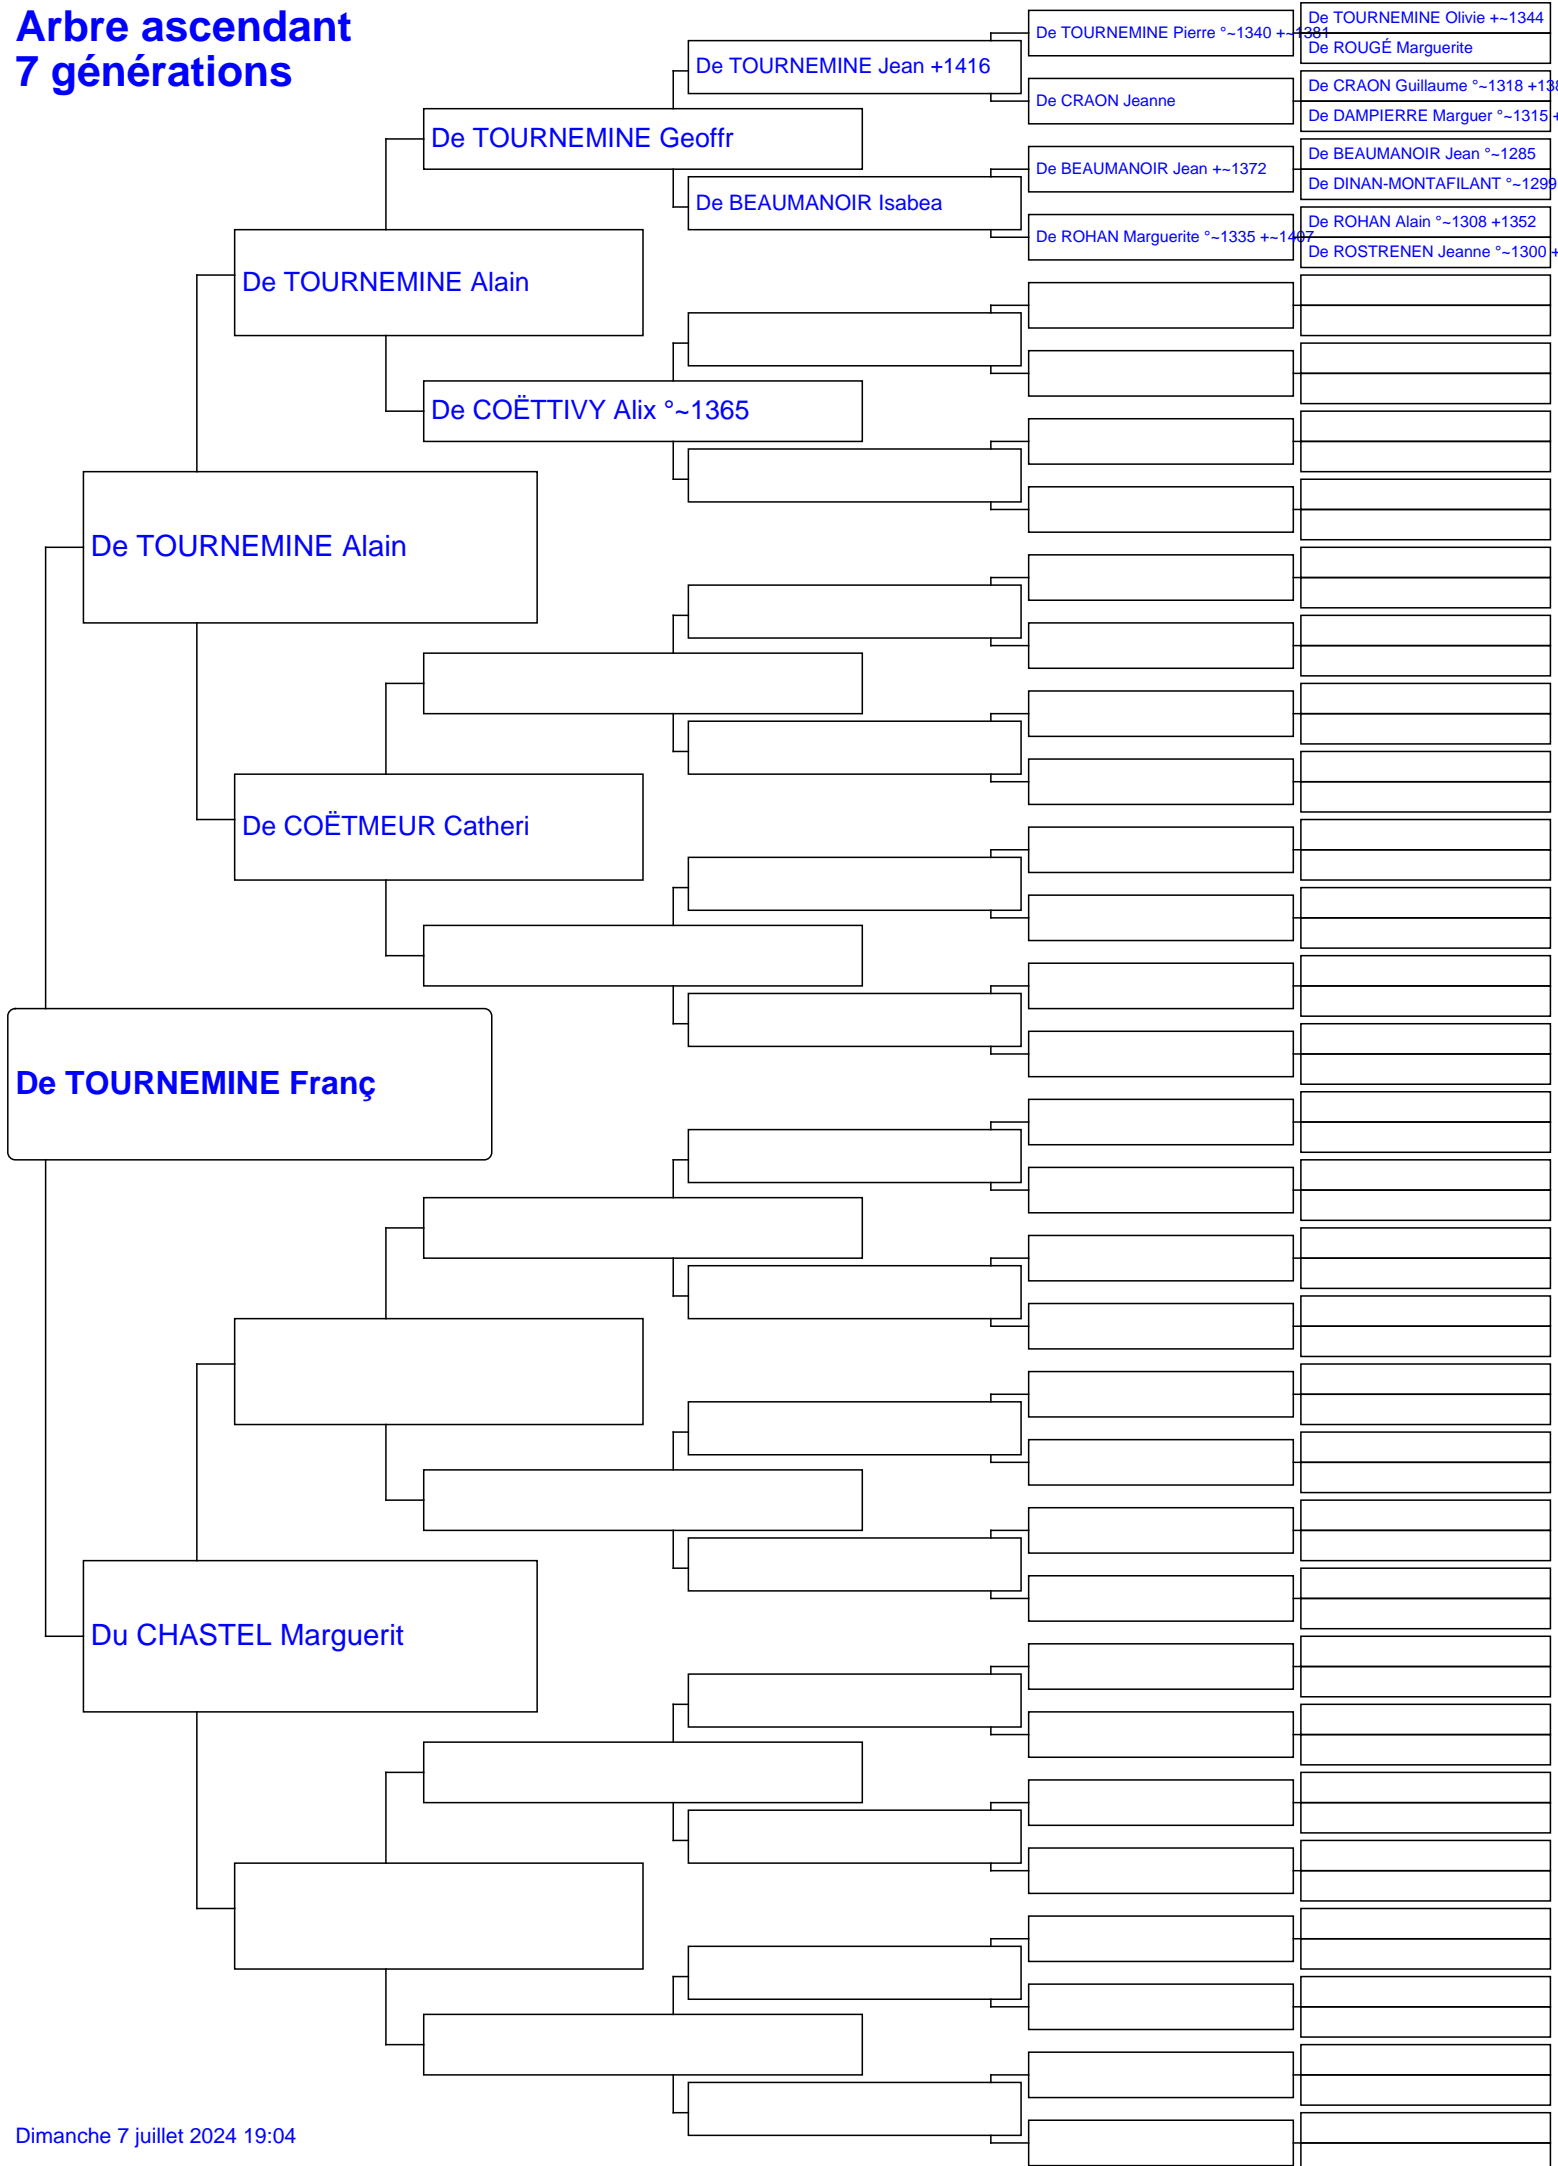 Arbre ascendant
7 générations
De TOURNEMINE Olivie +~1344
De TOURNEMINE Pierre °~1340 +~1381
De ROUGÉ Marguerite
De TOURNEMINE Jean +1416
De CRAON Guillaume °~1318 +138
De CRAON Jeanne
De DAMPIERRE Marguer °~1315 +
De TOURNEMINE Geoffr
De BEAUMANOIR Jean °~1285
De BEAUMANOIR Jean +~1372
De DINAN-MONTAFILANT °~1299
De BEAUMANOIR Isabea
De ROHAN Alain °~1308 +1352
De ROHAN Marguerite °~1335 +~1407
De ROSTRENEN Jeanne °~1300 +
De TOURNEMINE Alain
De COËTTIVY Alix °~1365
De TOURNEMINE Alain
De COËTMEUR Catheri
De TOURNEMINE Franç
Du CHASTEL Marguerit
Dimanche 7 juillet 2024 19:04